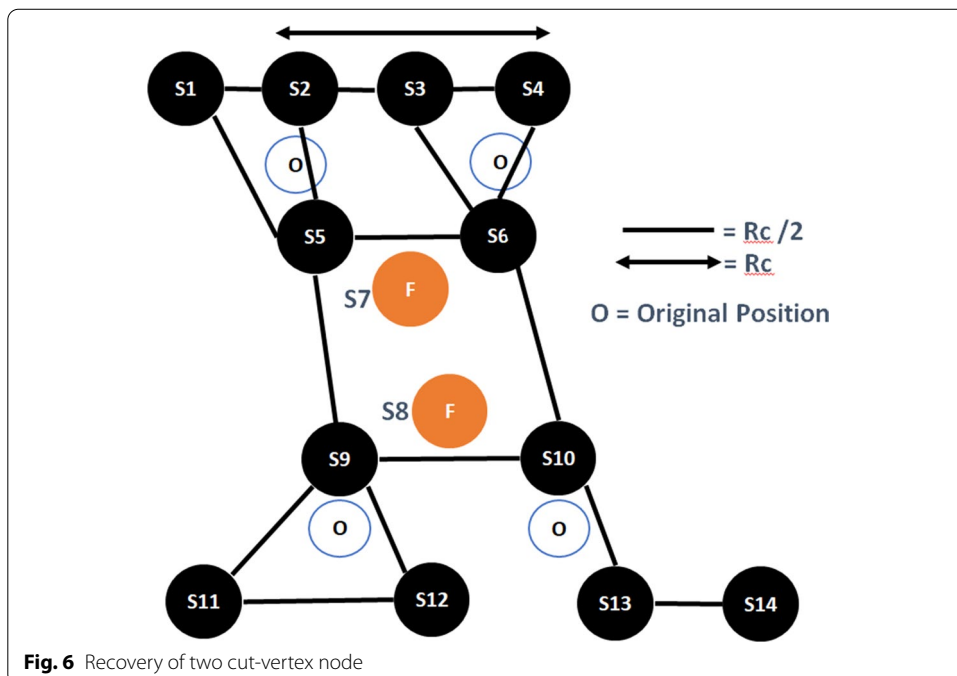 S1 S2 S3 S4
O O
S5 S6
= Rc /2
= Rc
S7 F
O = Original Position
S8 F
S9 S10
O O
S11 S12 S13 S14
Fig. 6 Recovery of two cut-vertex node